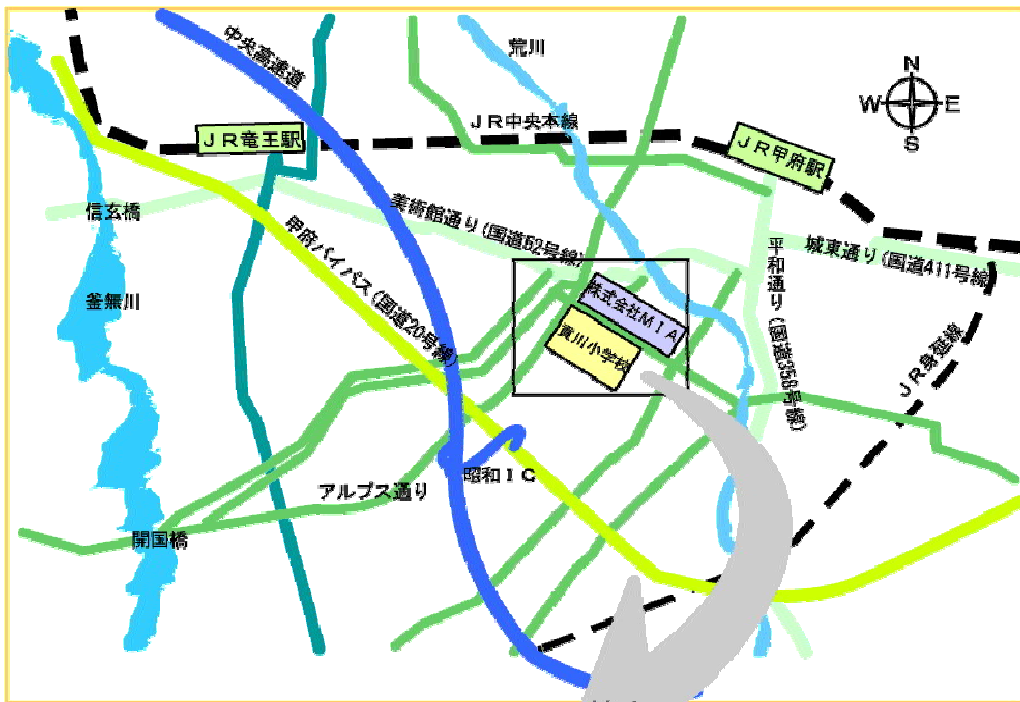 中央高速道
荒川
N
W E
S
JR中央本線
JR竜王駅
JR甲府駅
信玄橋
美術館通り(国道52号線)
甲府バイパス(国道20号線)
平和通り(国道358号線)
城東通り(国道411号線)
釜無川
株式会社MIA
貢川小学校
JR身延線
昭和IC
アルプス通り
開国橋